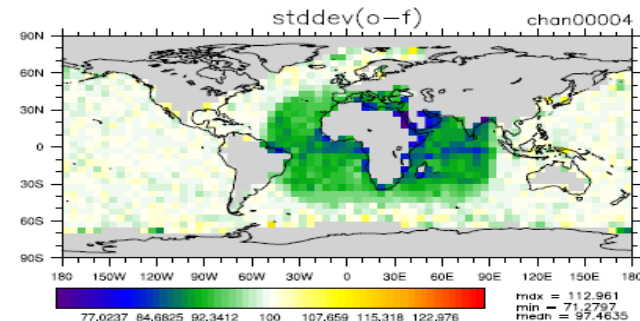 stddev(o-f)
chan00004
90N
60N
30N
0
30S
60S
90S
180 150W 120W 90W 60W 30W 0 30E 60E 90E 120E 150E 180
77.0237 84.6825 92.3412 100 107.659 115.318 122.976
max = 112.961
min = 71.2797
mean = 97.4635